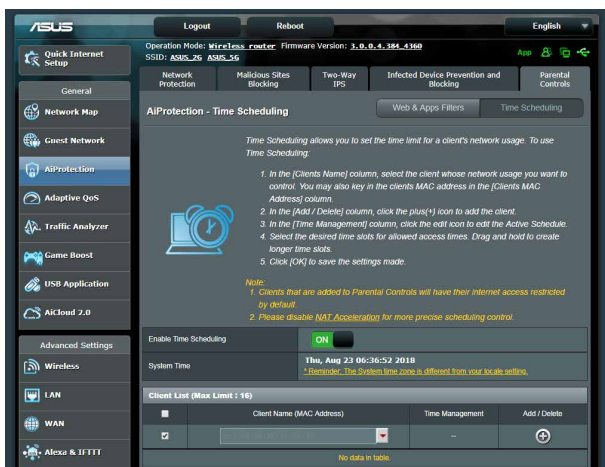 ASUS
Logout
Reboot
English
Quick Internet
Setup
Operation Mode: Wireless router Firmware Version: 3.0.0.4.384_4360
SSID: ASUS_2G ASUS_5G
App
General
Network Map
Guest Network
AiProtection
Adaptive QoS
Traffic Analyzer
Game Boost
USB Application
AiCloud 2.0
Advanced Settings
Wireless
LAN
WAN
Alexa & IFTTT
Network
Protection
Malicious Sites
Blocking
Two-Way
IPS
Infected Device Prevention and
Blocking
Parental
Controls
AiProtection - Time Scheduling
Web & Apps Filters
Time Scheduling
Time Scheduling allows you to set the time limit for a client's network usage. To use
Time Scheduling:
1. In the [Clients Name] column, select the client whose network usage you want to
control. You may also key in the clients MAC address in the [Clients MAC
Address] column.
2. In the [Add / Delete] column, click the plus(+) icon to add the client.
3. In the [Time Management] column, click the edit icon to edit the Active Schedule.
4. Select the desired time slots for allowed access times. Drag and hold to create
longer time slots.
5. Click [OK] to save the settings made.
Note:
1. Clients that are added to Parental Controls will have their internet access restricted
by default.
2. Please disable NAT Acceleration for more precise scheduling control.
Enable Time Scheduling
ON
System Time
Thu, Aug 23 06:36:52 2018
* Reminder: The System time zone is different from your locale setting.
Client List (Max Limit : 16)
Client Name (MAC Address)
Time Management
Add / Delete
--
No data in table.